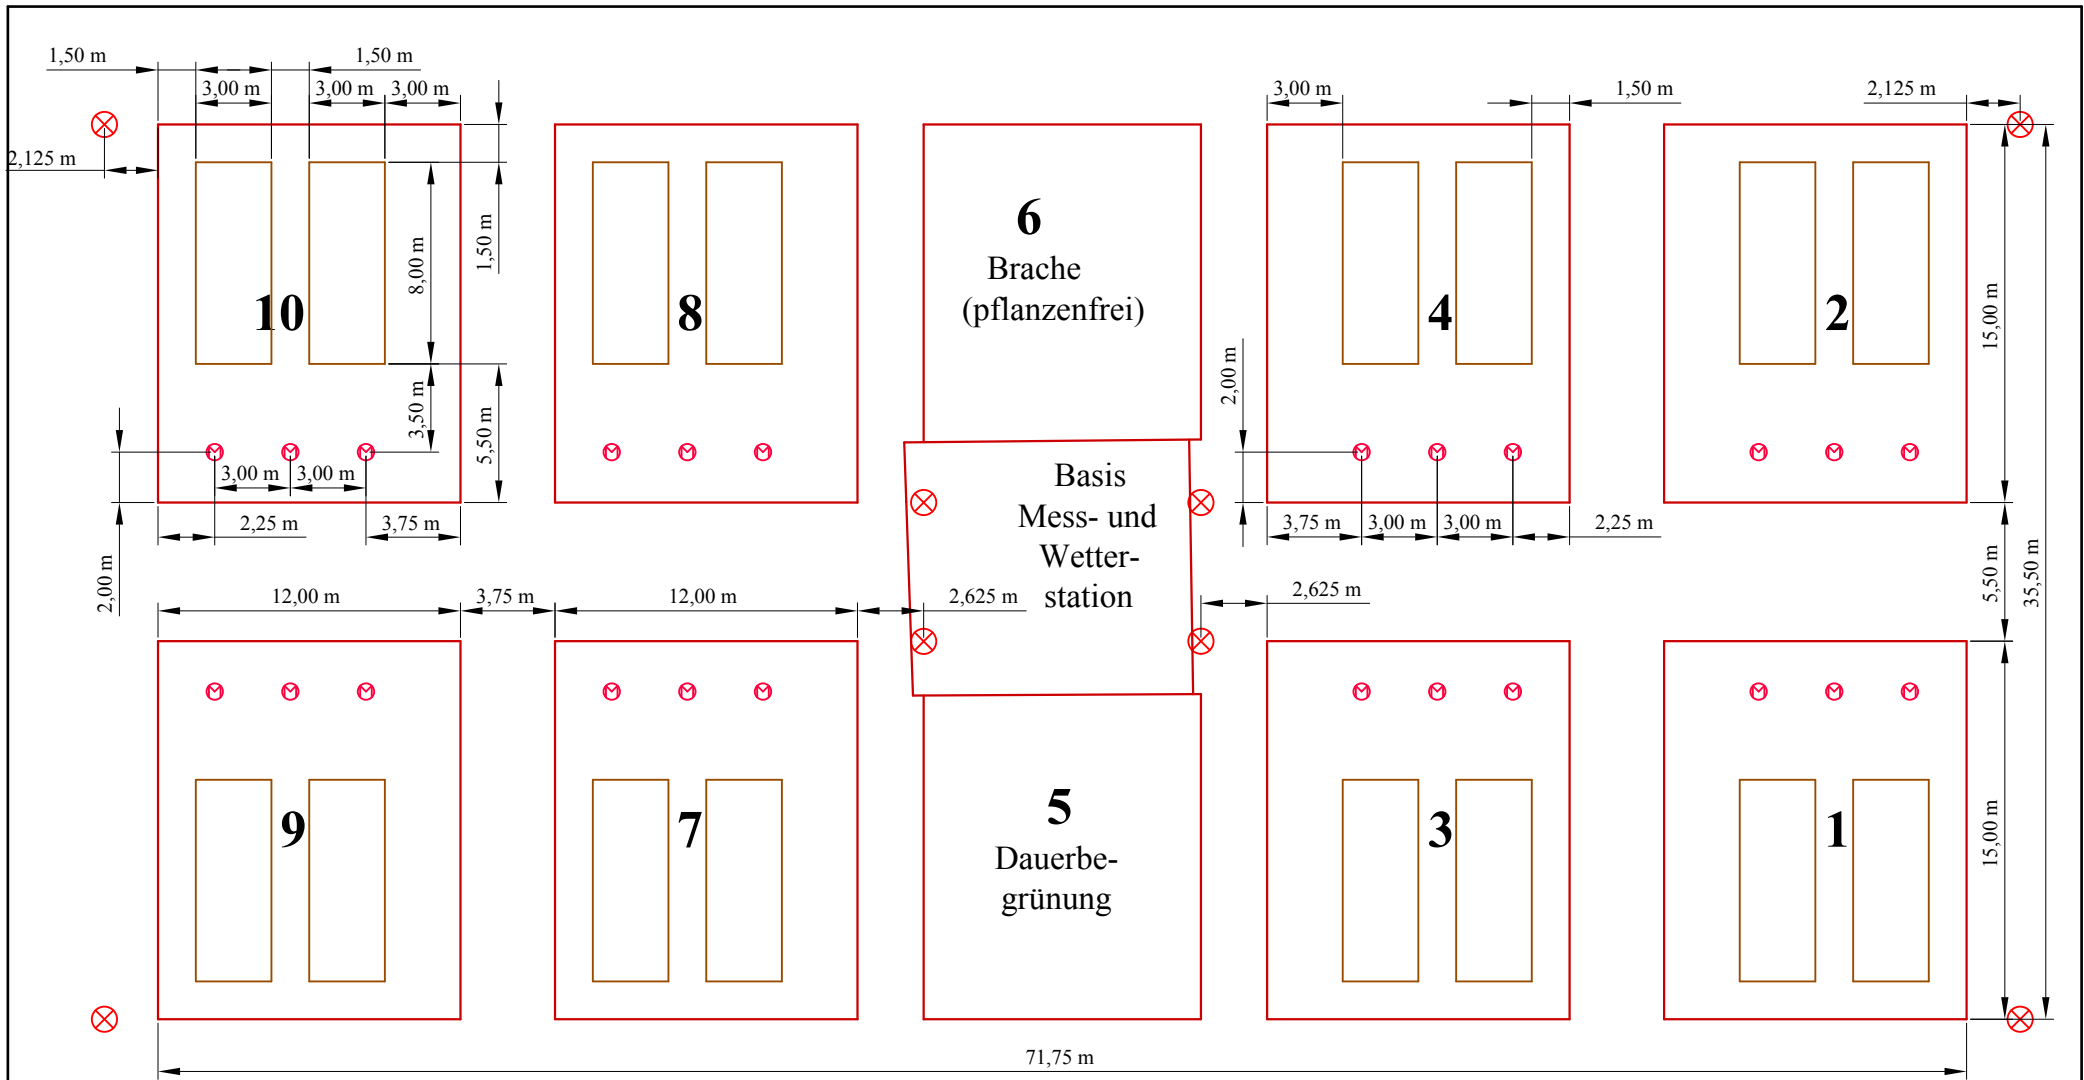 1,50 m
1,50 m
3,00 m
3,00 m
3,00 m
3,00 m
1,50 m
2,125 m
2,125 m
1,50 m
8,00 m
3,50 m
5,50 m
10
8
6
Brache
(pflanzenfrei)
4
2
15,00 m
2,00 m
3,00 m
3,00 m
2,25 m
3,75 m
2,00 m
Basis
Mess- und
Wetter-
station
3,75 m
3,00 m
3,00 m
2,25 m
5,50 m
35,50 m
12,00 m
3,75 m
12,00 m
2,625 m
2,625 m
9
7
5
Dauerbe-
grünung
3
1
15,00 m
71,75 m